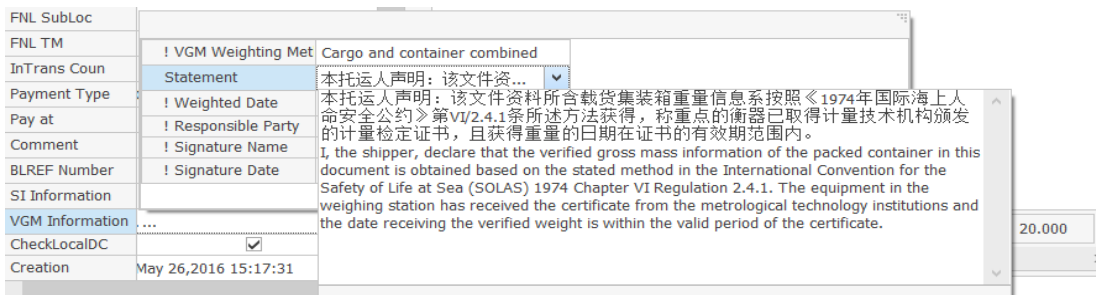 FNL SubLoc
FNL TM
InTrans Coun
Payment Type
Pay at
Comment
BLREF Number
SI Information
VGM Information
....
CheckLocalDC
Creation
May 26,2016 15:17:31
! VGM Weighting Met
Cargo and container combined
Statement
本托运人声明：该文件资...
! Weighted Date
! Responsible Party
! Signature Name
! Signature Date
本托运人声明：该文件资料所含载货集装箱重量信息系按照《1974年国际海上人
命安全公约》第VI/2.4.1条所述方法获得，称重点的衡器已取得计量技术机构颁发
的计量检定证书，且获得重量的日期在证书的有效期范围内。
I, the shipper, declare that the verified gross mass information of the packed container in this
document is obtained based on the stated method in the International Convention for the
Safety of Life at Sea (SOLAS) 1974 Chapter VI Regulation 2.4.1. The equipment in the
weighing station has received the certificate from the metrological technology institutions and
the date receiving the verified weight is within the valid period of the certificate.
20.000